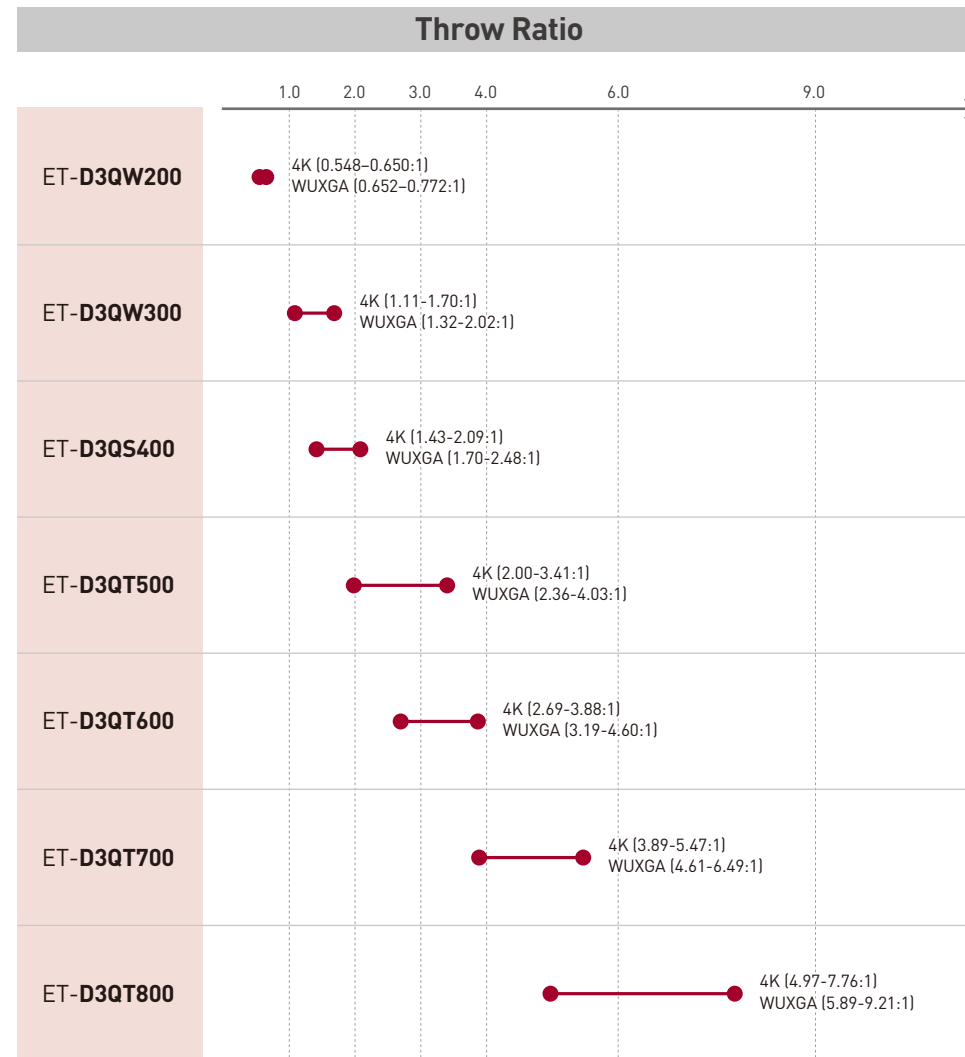 Throw Ratio
1.0 2.0 3.0 4.0 6.0 9.0
ET-D3QW200
4K (0.548–0.650:1)
WUXGA (0.652–0.772:1)
ET-D3QW300
4K (1.11-1.70:1)
WUXGA (1.32-2.02:1)
ET-D3QS400
4K (1.43-2.09:1)
WUXGA (1.70-2.48:1)
ET-D3QT500
4K (2.00-3.41:1)
WUXGA (2.36-4.03:1)
ET-D3QT600
4K (2.69-3.88:1)
WUXGA (3.19-4.60:1)
ET-D3QT700
4K (3.89-5.47:1)
WUXGA (4.61-6.49:1)
ET-D3QT800
4K (4.97-7.76:1)
WUXGA (5.89-9.21:1)